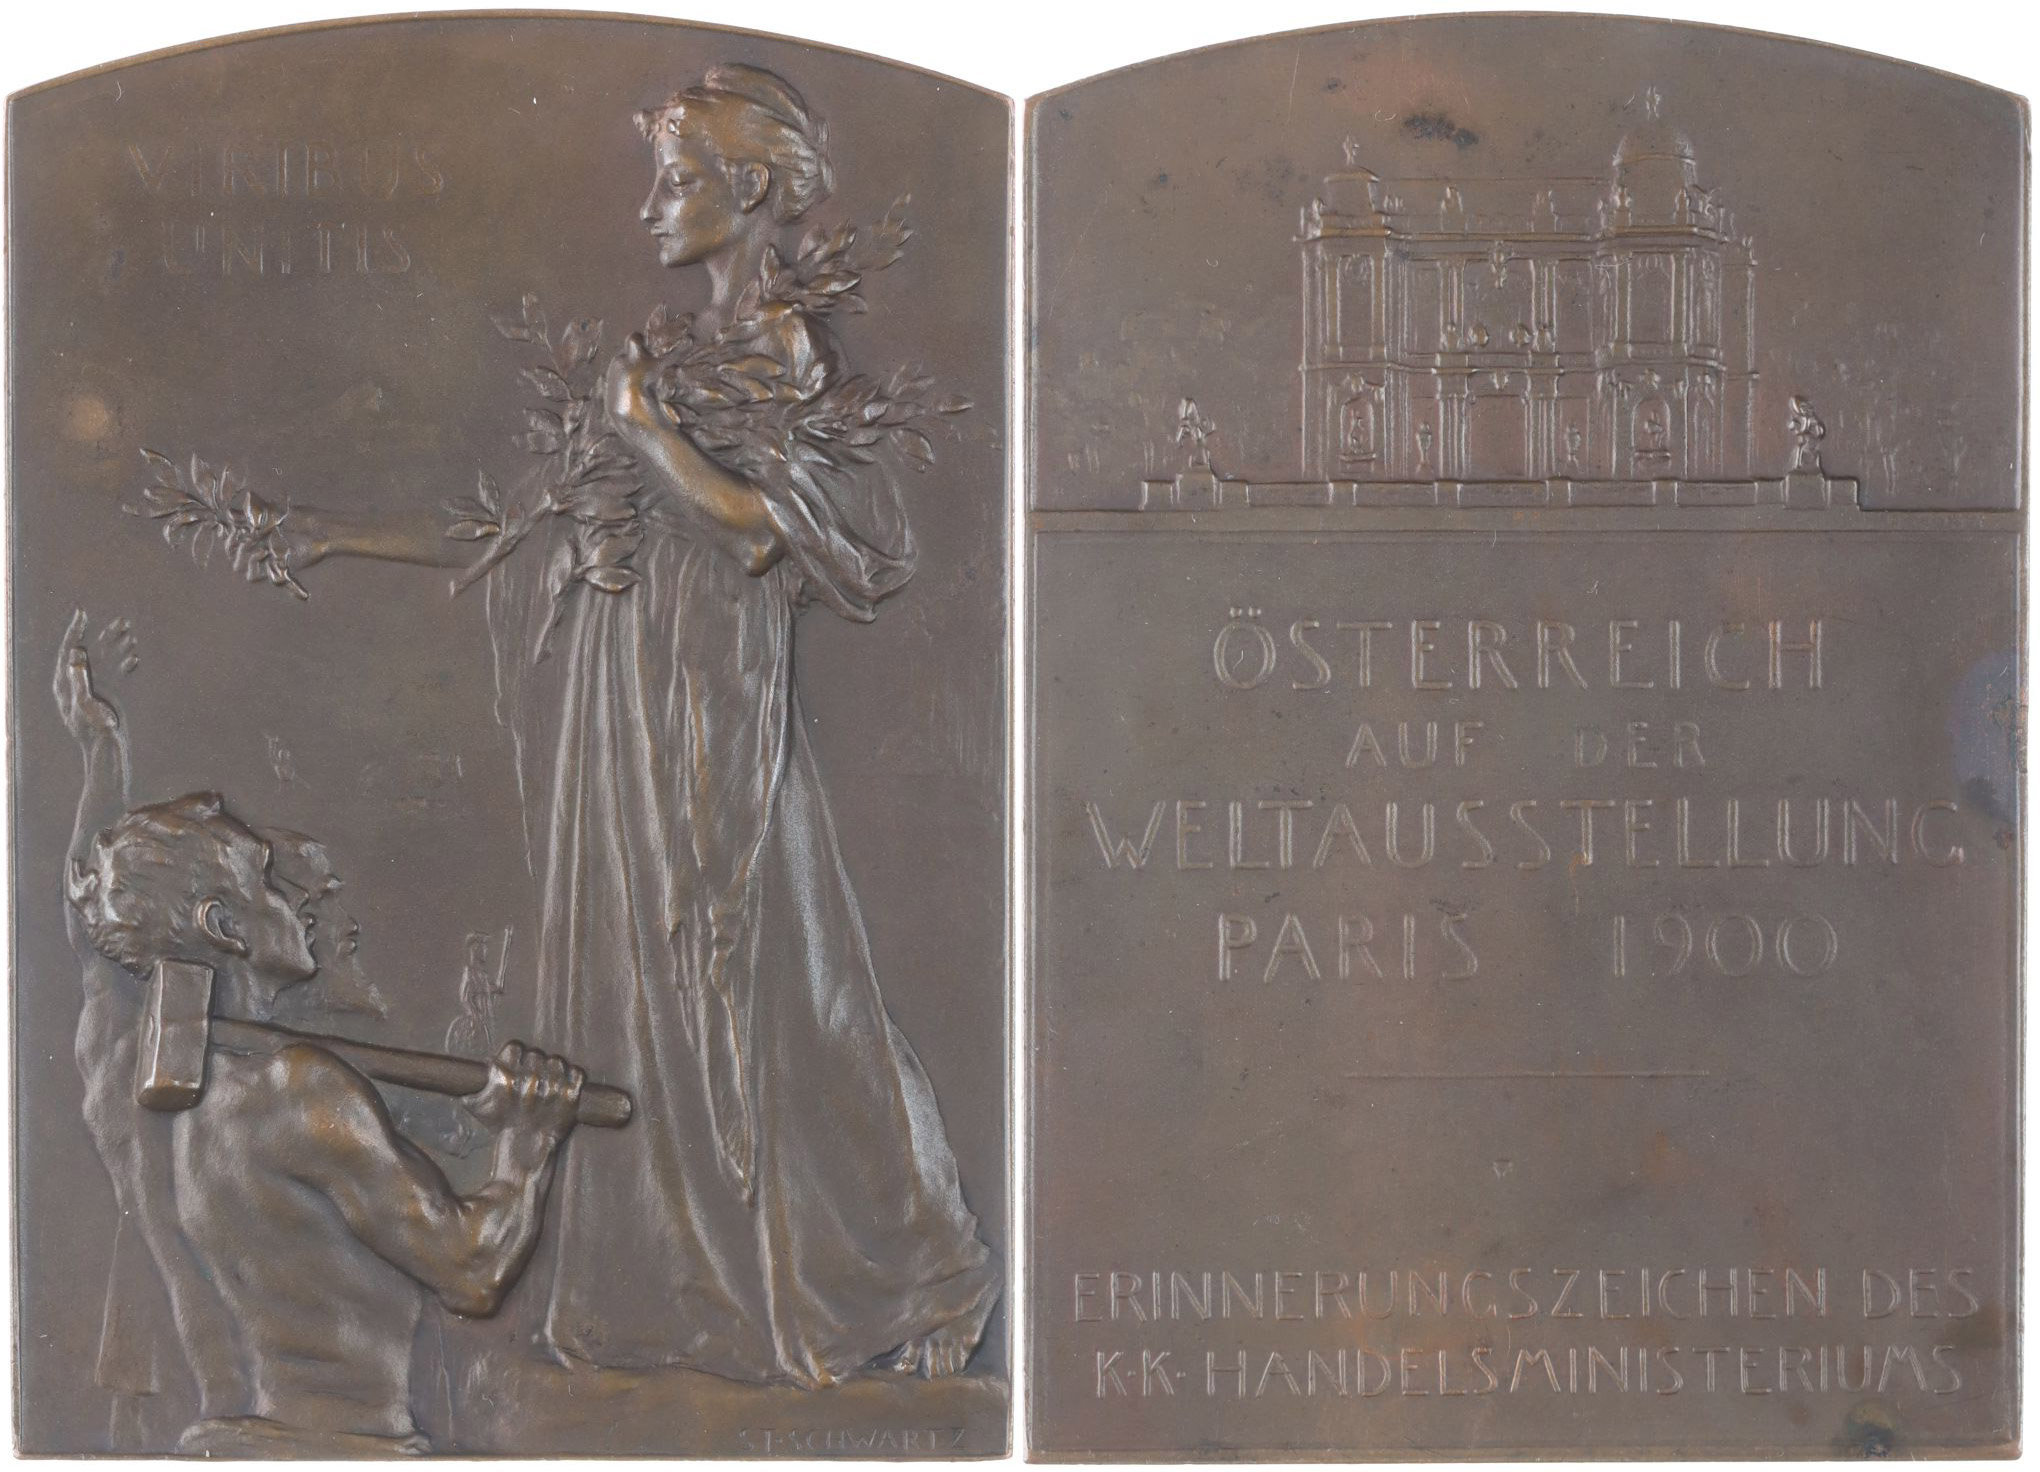 VIRIBUS
UNITIS
ST·SCHWARTZ
ÖSTERREICH
AUF DER
WELTAUSSTELLUNG
PARIS 1900
ERINNERUNGSZEICHEN DES
K·K· HANDELSMINISTERIUMS